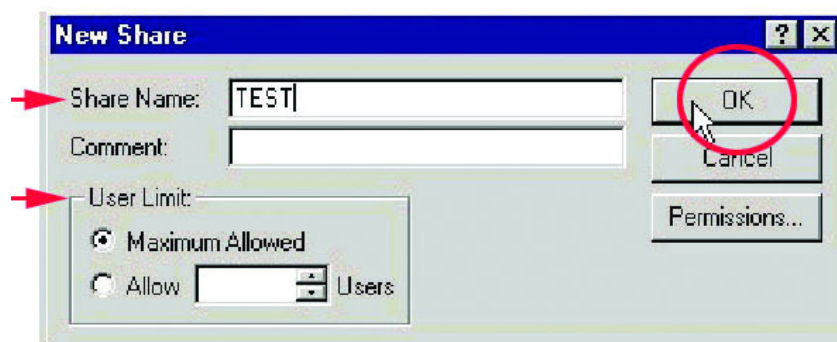 New Share
Share Name: TEST
OK
Comment:
Cancel
User Limit:
Permissions...
Maximum Allowed
Allow Users